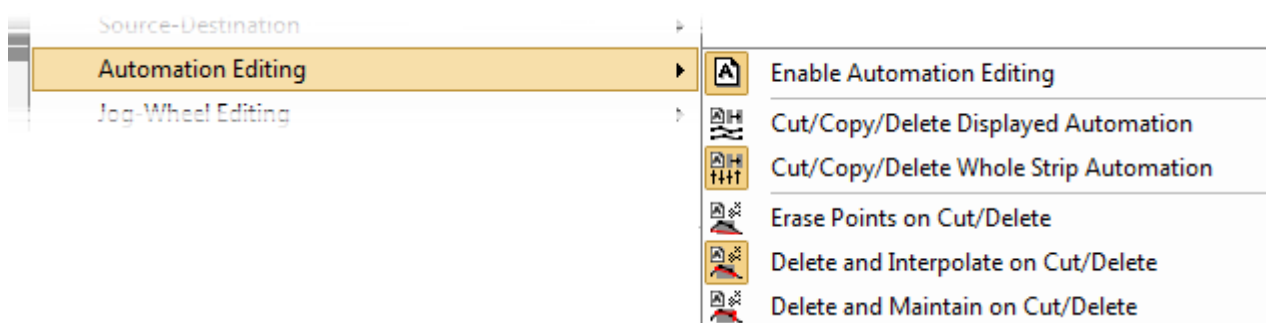 Source-Destination
Automation Editing
Jog-Wheel Editing
Enable Automation Editing
Cut/Copy/Delete Displayed Automation
Cut/Copy/Delete Whole Strip Automation
Erase Points on Cut/Delete
Delete and Interpolate on Cut/Delete
Delete and Maintain on Cut/Delete